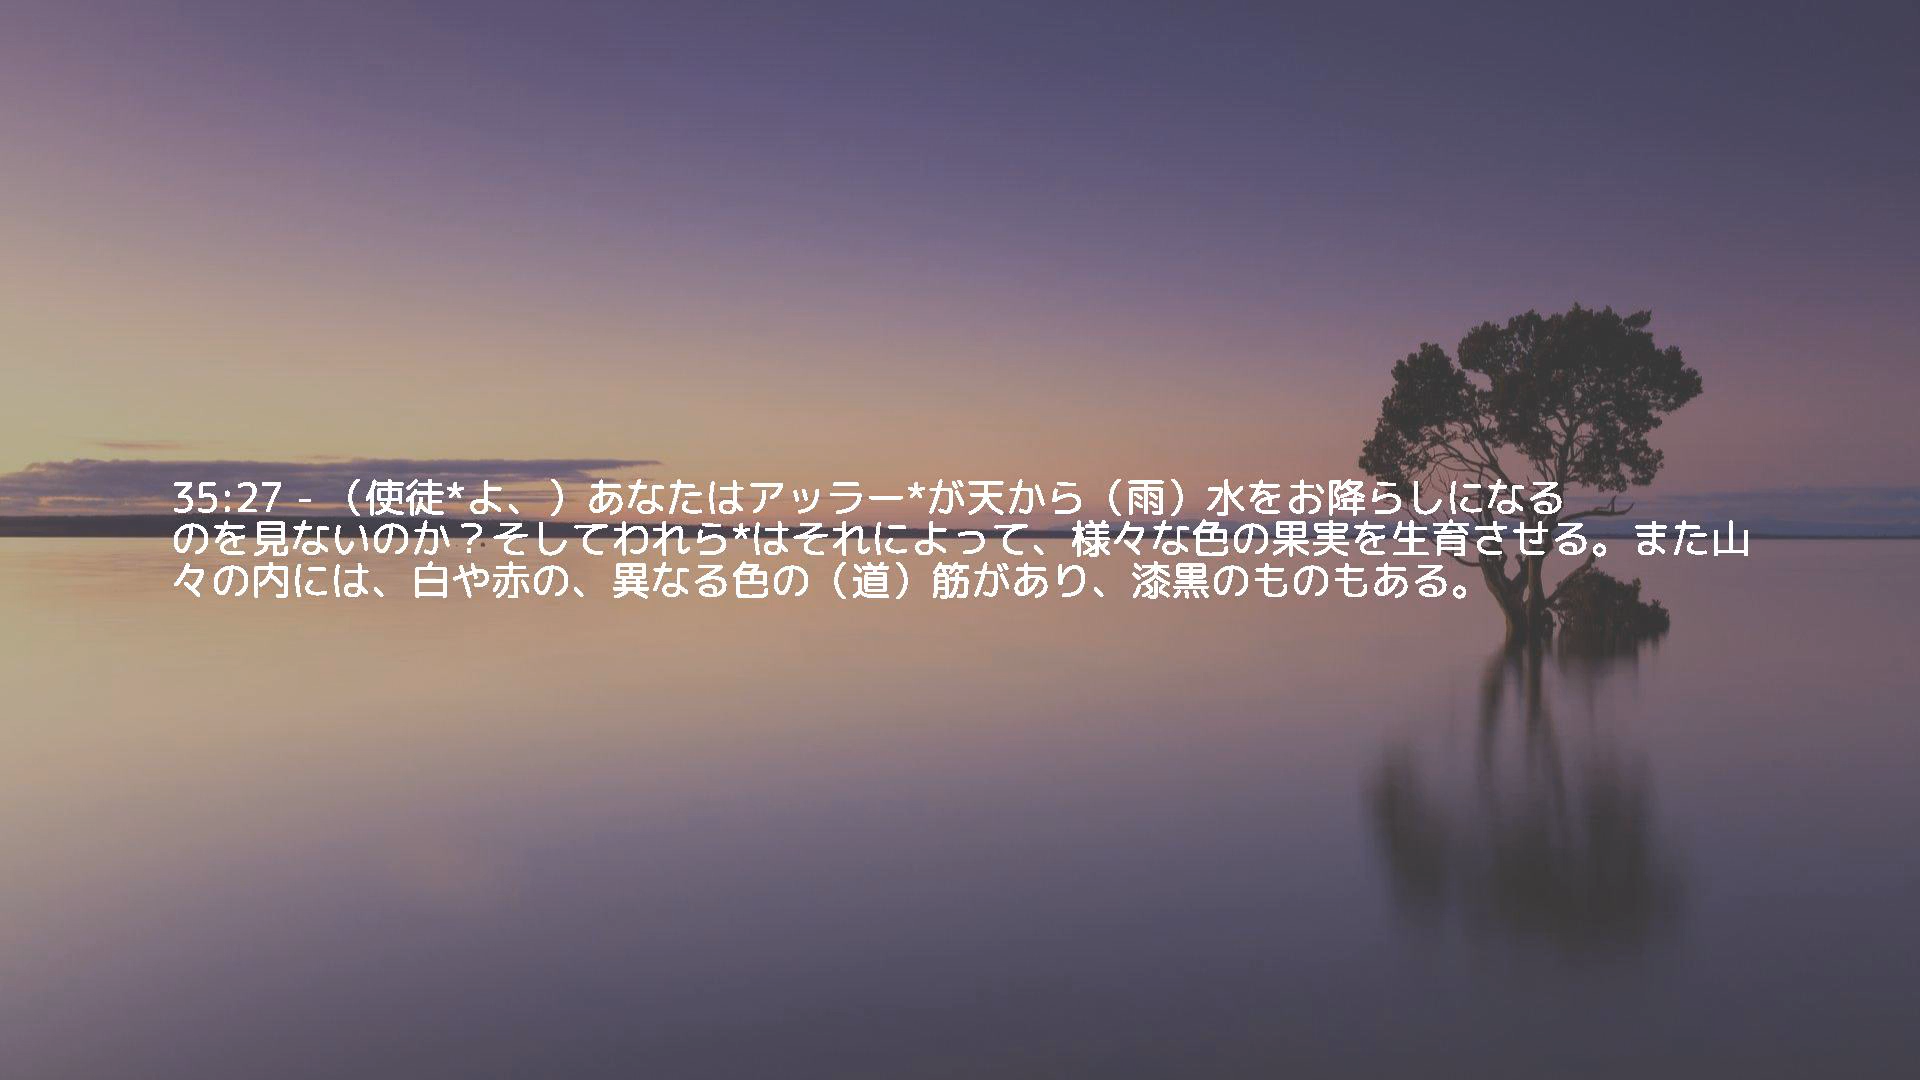 35:27 - （使徒*よ、）あなたはアッラー*が天から（雨）水をお降らしになる
のを見ないのか？そしてわれら*はそれによって、様々な色の果実を生育させる。また山
々の内には、白や赤の、異なる色の（道）筋があり、漆黒のものもある。